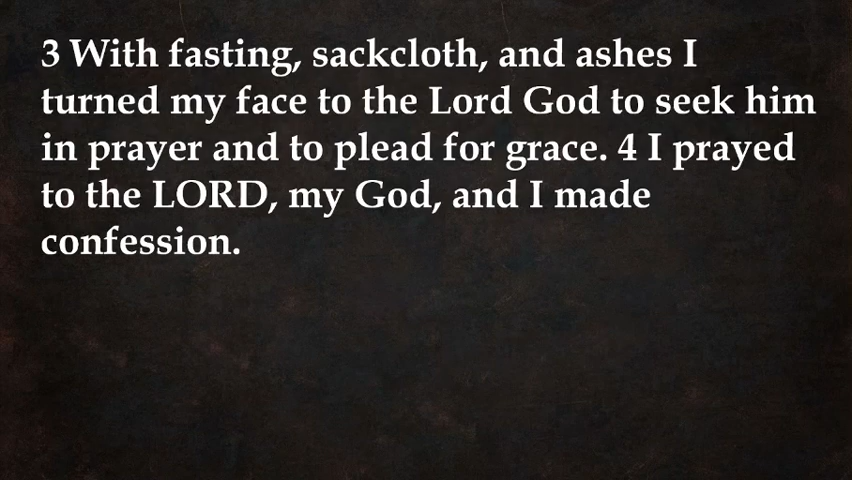 3 With fasting, sackcloth, and ashes I
turned my face to the Lord God to seek him
in prayer and to plead for grace. 4 I prayed
to the LORD, my God, and I made
confession.